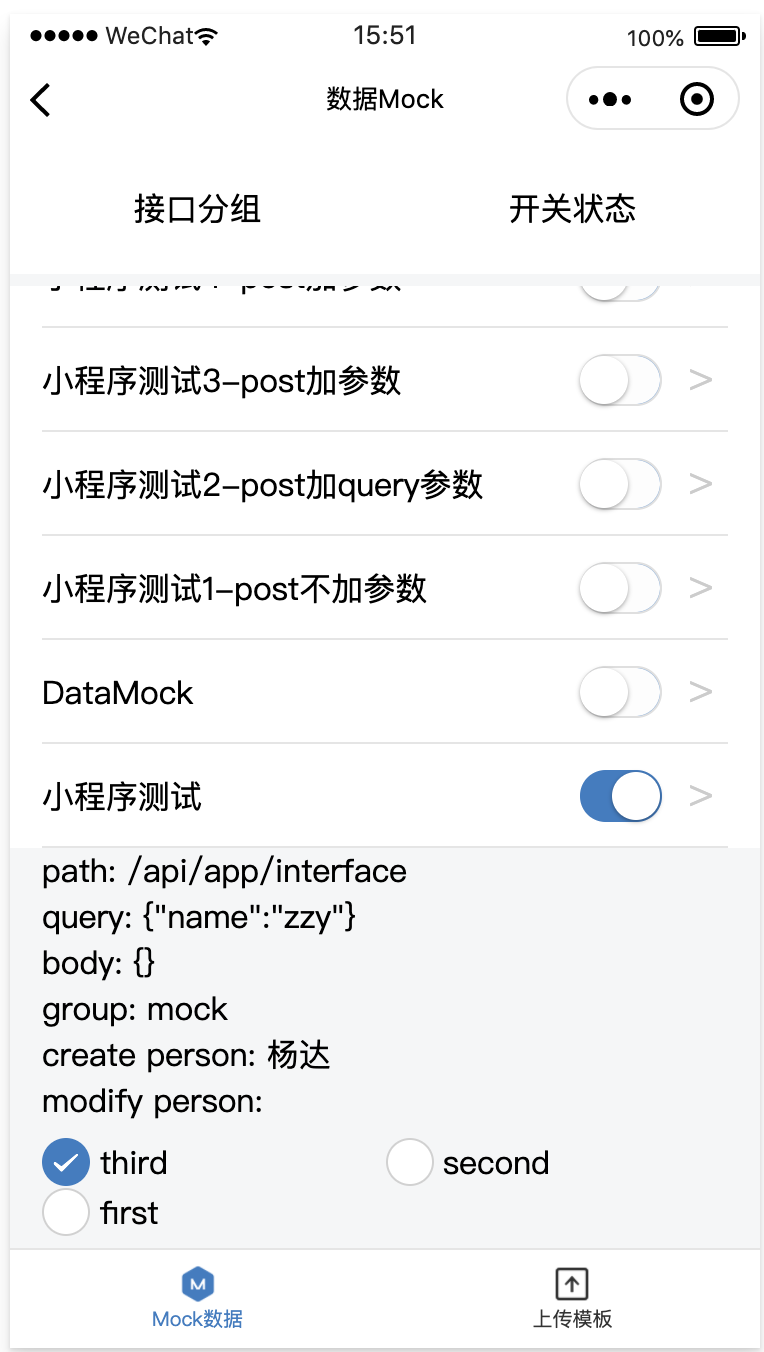 WeChat 15:51 100%
数据Mock
接口分组 开关状态
小程序测试3-post加参数 >
小程序测试2-post加query参数 >
小程序测试1-post不加参数 >
DataMock >
小程序测试 >
path: /api/app/interface
query: {"name":"zzy"}
body: {}
group: mock
create person: 杨达
modify person:
third second
first
Mock数据 上传模板